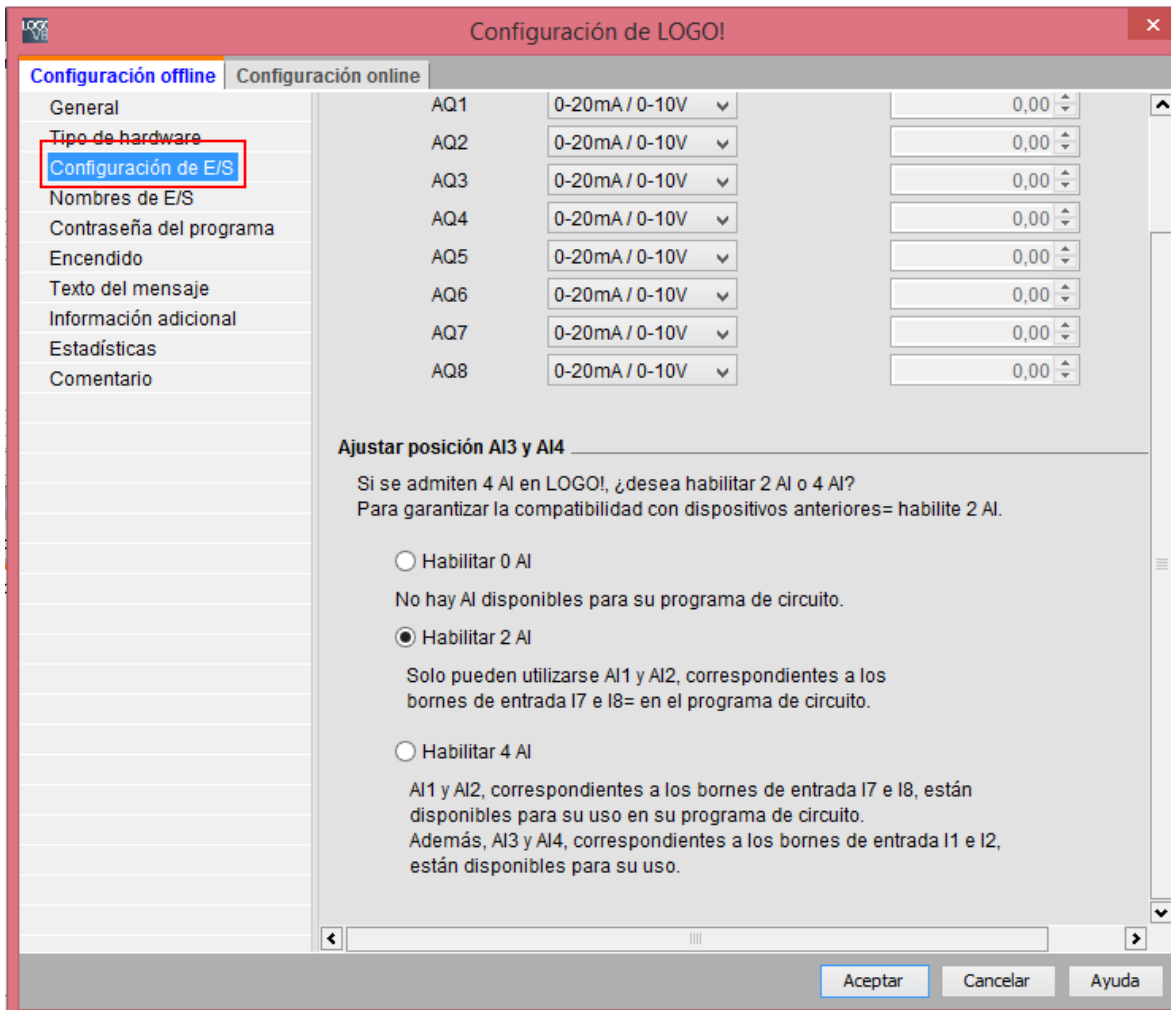 LOGO
V8
Configuración de LOGO!
x
Configuración offline
Configuración online
General
Tipo de hardware
Configuración de E/S
Nombres de E/S
Contraseña del programa
Encendido
Texto del mensaje
Información adicional
Estadísticas
Comentario
AQ1 0-20mA / 0-10V 0,00
AQ2 0-20mA / 0-10V 0,00
AQ3 0-20mA / 0-10V 0,00
AQ4 0-20mA / 0-10V 0,00
AQ5 0-20mA / 0-10V 0,00
AQ6 0-20mA / 0-10V 0,00
AQ7 0-20mA / 0-10V 0,00
AQ8 0-20mA / 0-10V 0,00
Ajustar posición AI3 y AI4
Si se admiten 4 AI en LOGO!, ¿desea habilitar 2 AI o 4 AI?
Para garantizar la compatibilidad con dispositivos anteriores= habilite 2 AI.
Habilitar 0 AI
No hay AI disponibles para su programa de circuito.
Habilitar 2 AI
Solo pueden utilizarse AI1 y AI2, correspondientes a los
bornes de entrada I7 e I8= en el programa de circuito.
Habilitar 4 AI
AI1 y AI2, correspondientes a los bornes de entrada I7 e I8, están
disponibles para su uso en su programa de circuito.
Además, AI3 y AI4, correspondientes a los bornes de entrada I1 e I2,
están disponibles para su uso.
Aceptar
Cancelar
Ayuda